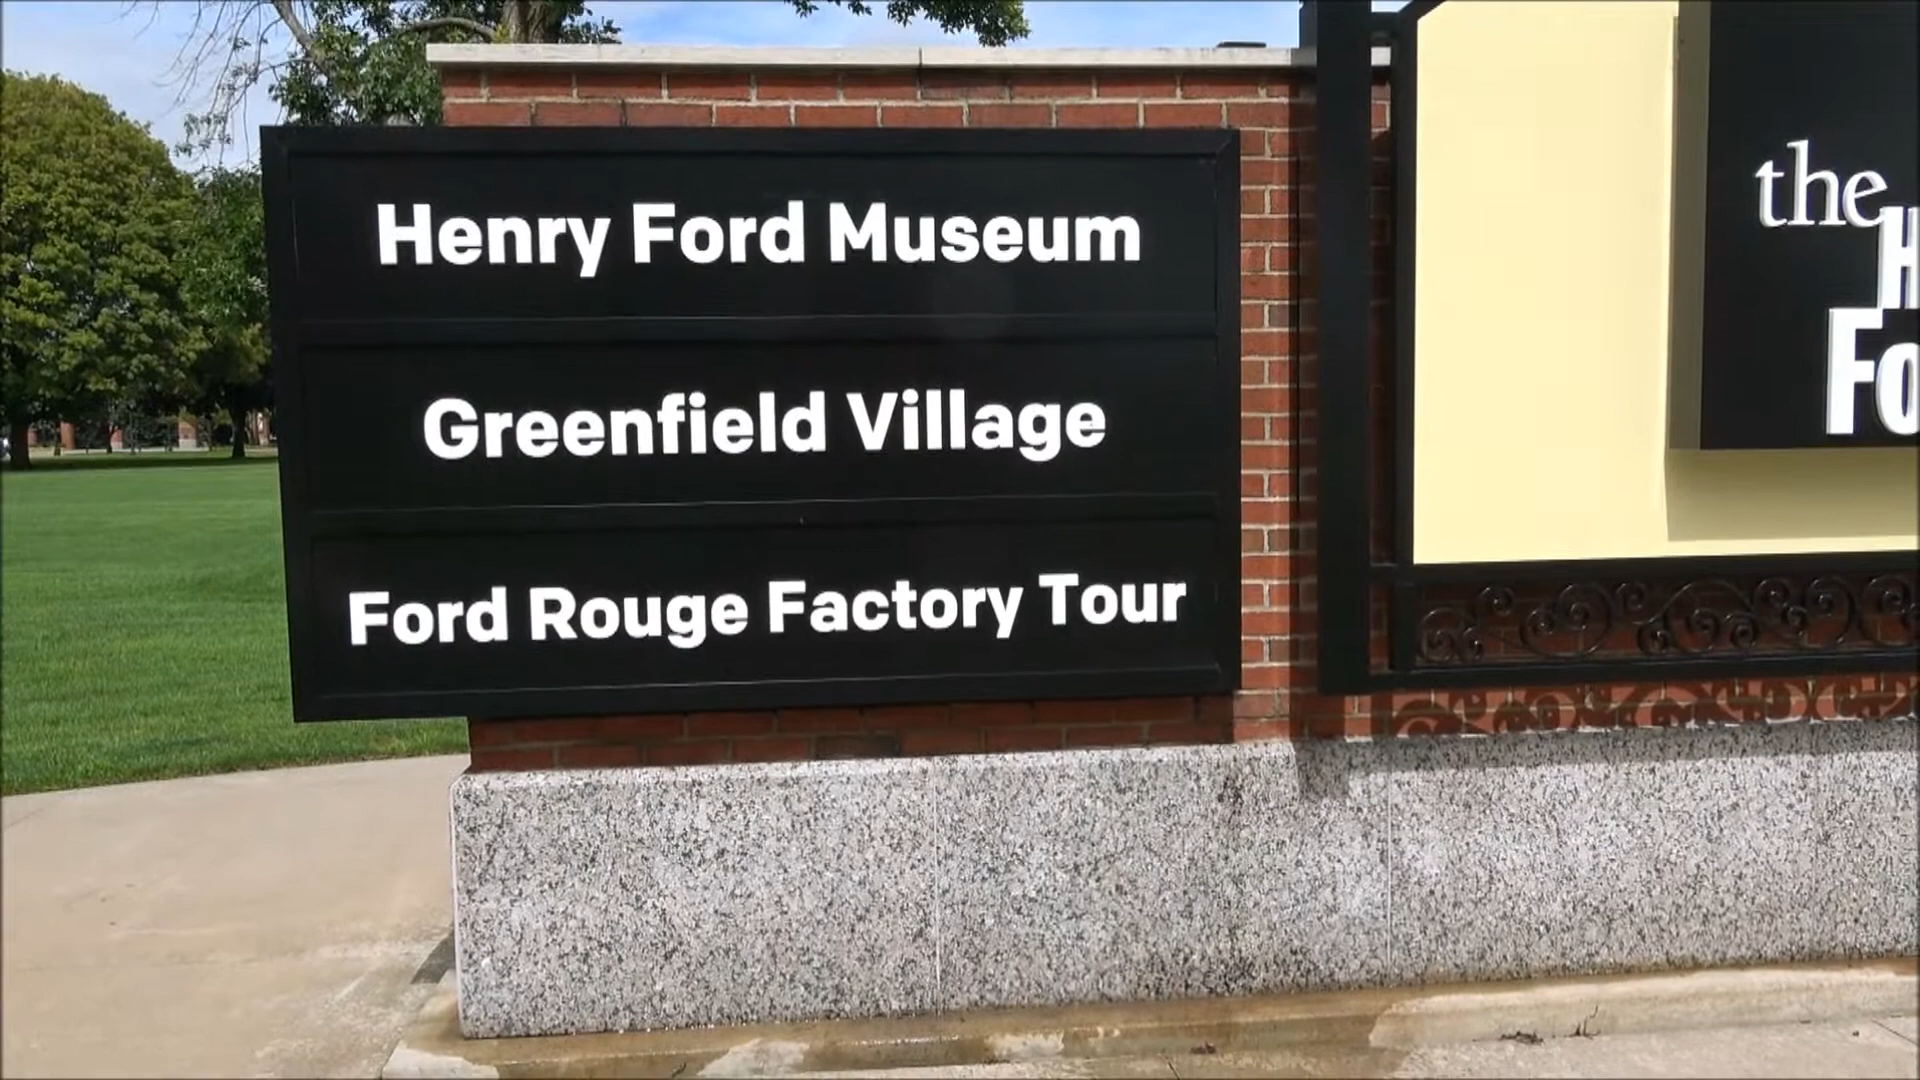 Henry Ford Museum
Greenfield Village
Ford Rouge Factory Tour
the